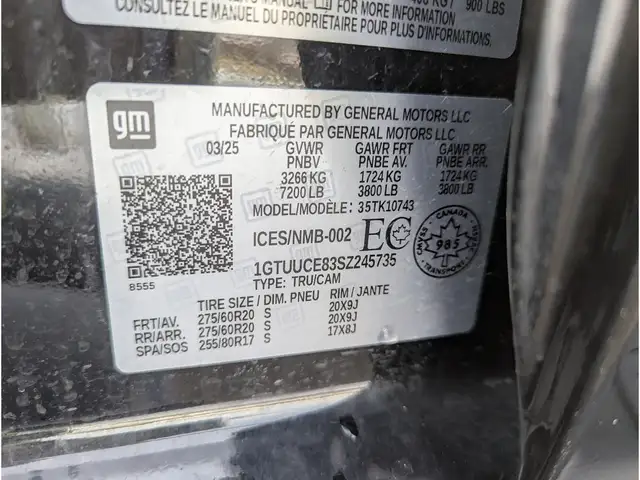 900 LBS
FOR MORE INFORMATION
CONSULTEZ LE MANUEL DU PROPRIÉTAIRE POUR PLUS D'INFORMATIONS.
gm
MANUFACTURED BY GENERAL MOTORS LLC
FABRIQUÉ PAR GENERAL MOTORS LLC
03/25 GVWR GAWR FRT GAWR RR
PNBV PNBE AV. PNBE ARR.
3266 KG 1724 KG 1724 KG
7200 LB 3800 LB 3800 LB
MODEL/MODÈLE: 35TK10743
ICES/NMB-002 EC
CANADA
CMVSS 985 NSVAC
TRANSPORT
1GTUUCE83SZ245735
8555
TYPE: TRU/CAM
TIRE SIZE / DIM. PNEU RIM / JANTE
FRT/AV. 275/60R20 S 20X9J
RR/ARR. 275/60R20 S 20X9J
SPA/SOS 255/80R17 S 17X8J